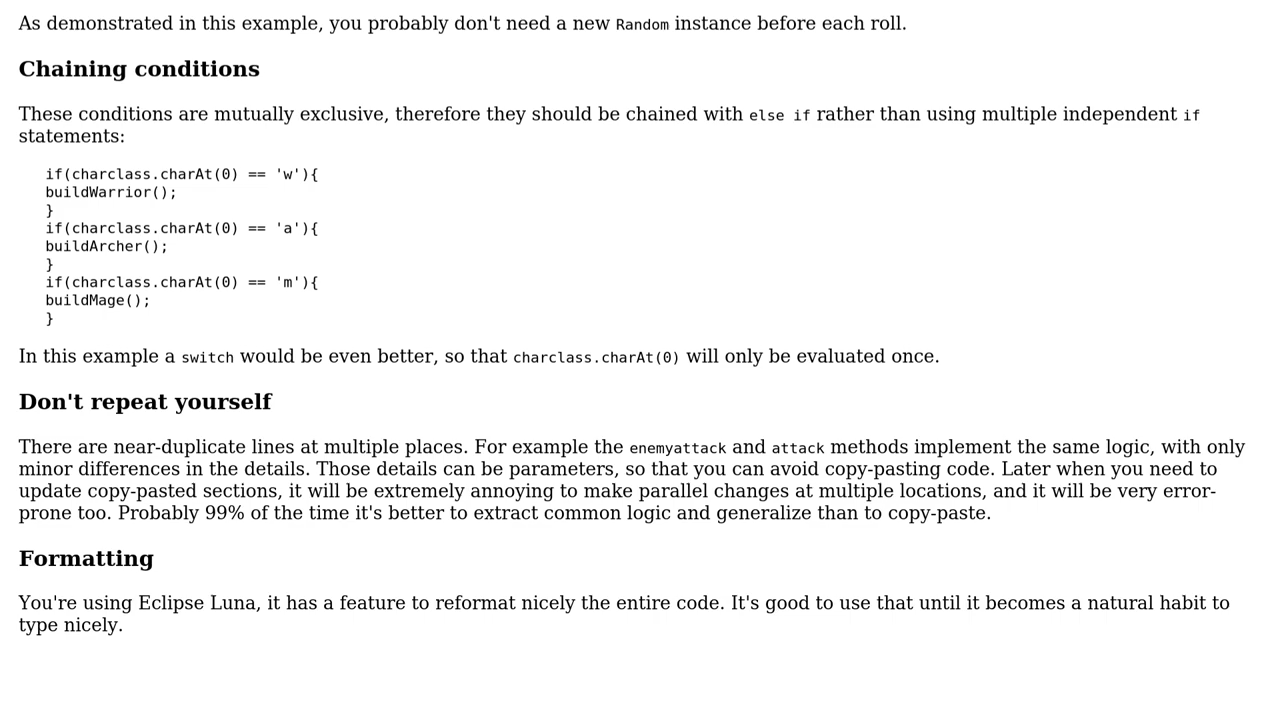 As demonstrated in this example, you probably don't need a new Random instance before each roll.
Chaining conditions
These conditions are mutually exclusive, therefore they should be chained with else if rather than using multiple independent if
statements:
if(charclass.charAt(0) == 'w'){
buildWarrior();
}
if(charclass.charAt(0) == 'a'){
buildArcher();
}
if(charclass.charAt(0) == 'm'){
buildMage();
}
In this example a switch would be even better, so that charclass.charAt(0) will only be evaluated once.
Don't repeat yourself
There are near-duplicate lines at multiple places. For example the enemyattack and attack methods implement the same logic, with only
minor differences in the details. Those details can be parameters, so that you can avoid copy-pasting code. Later when you need to
update copy-pasted sections, it will be extremely annoying to make parallel changes at multiple locations, and it will be very error-
prone too. Probably 99% of the time it's better to extract common logic and generalize than to copy-paste.
Formatting
You're using Eclipse Luna, it has a feature to reformat nicely the entire code. It's good to use that until it becomes a natural habit to
type nicely.